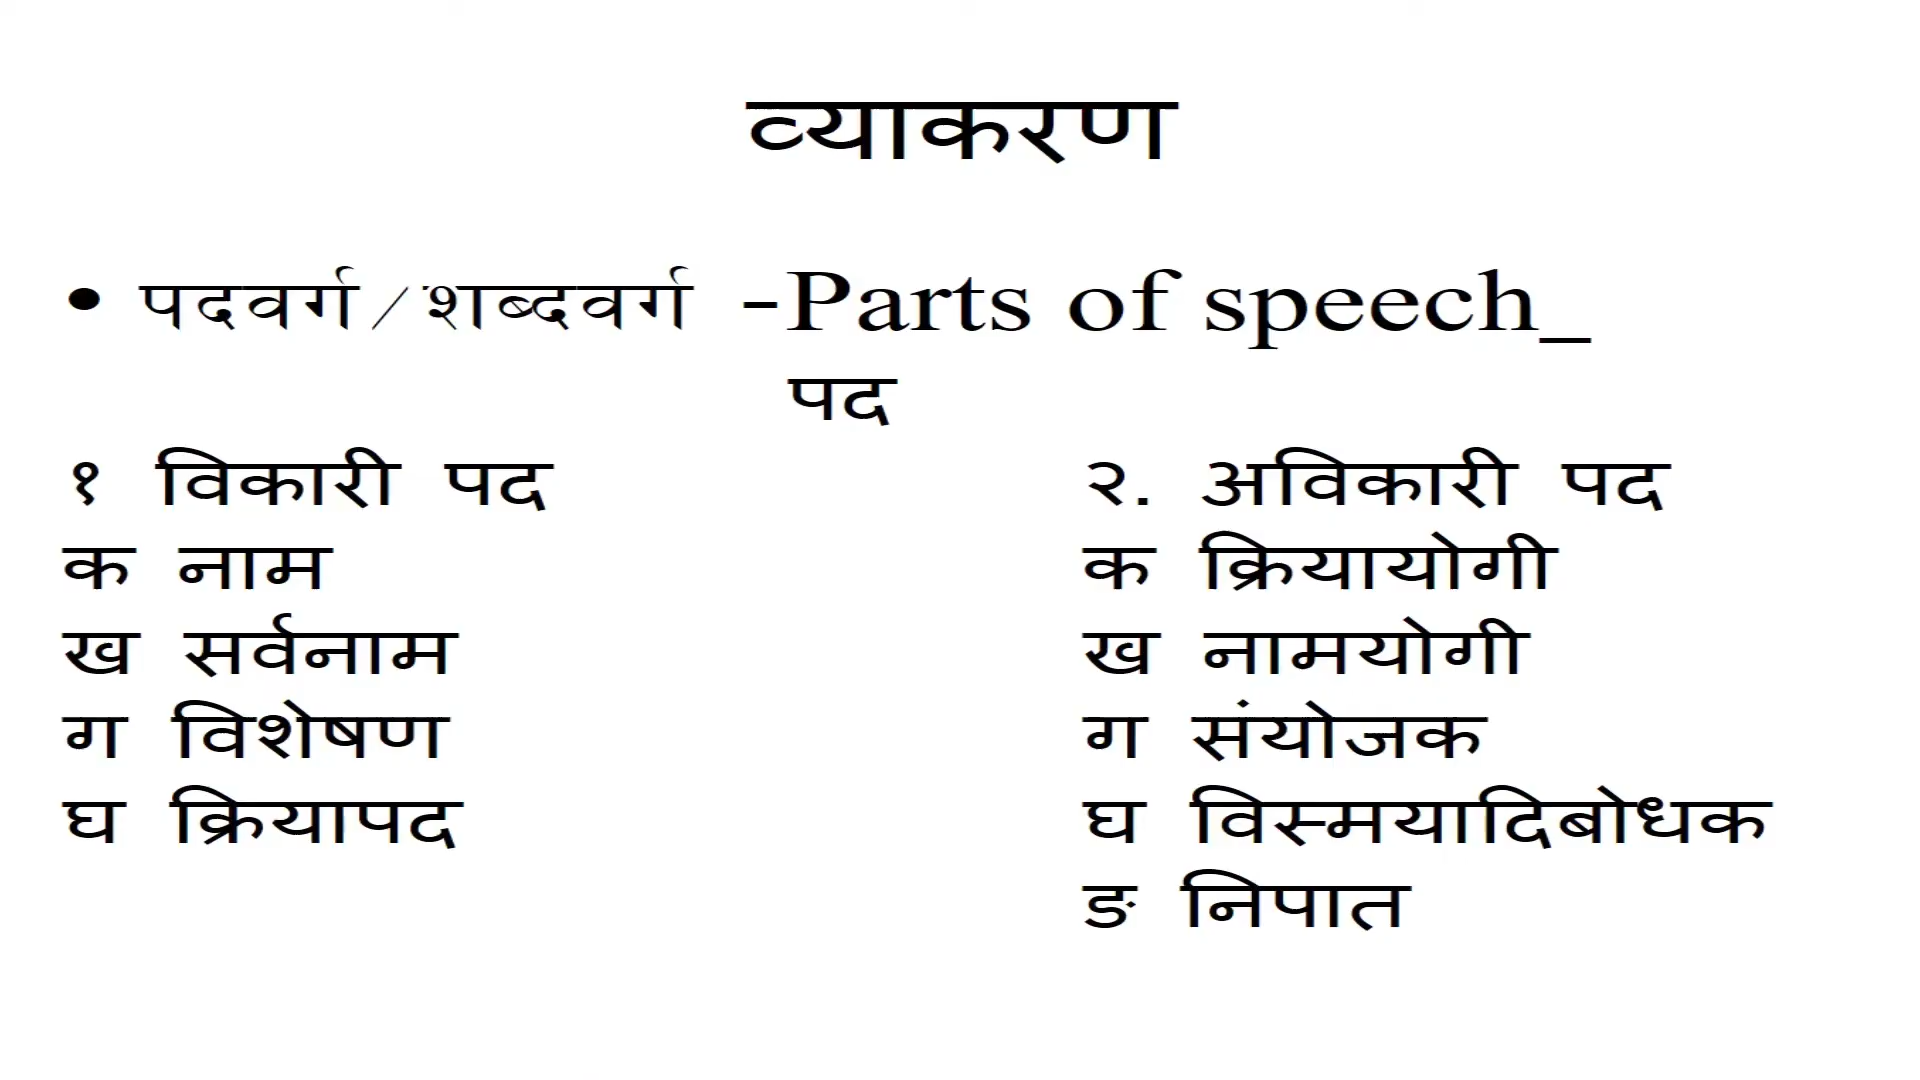 व्याकरण
• पदवर्ग/शब्दवर्ग -Parts of speech_
पद
१ विकारी पद
क नाम
ख सर्वनाम
ग विशेषण
घ क्रियापद
२. अविकारी पद
क क्रियायोगी
ख नामयोगी
ग संयोजक
घ विस्मयादिबोधक
ङ निपात